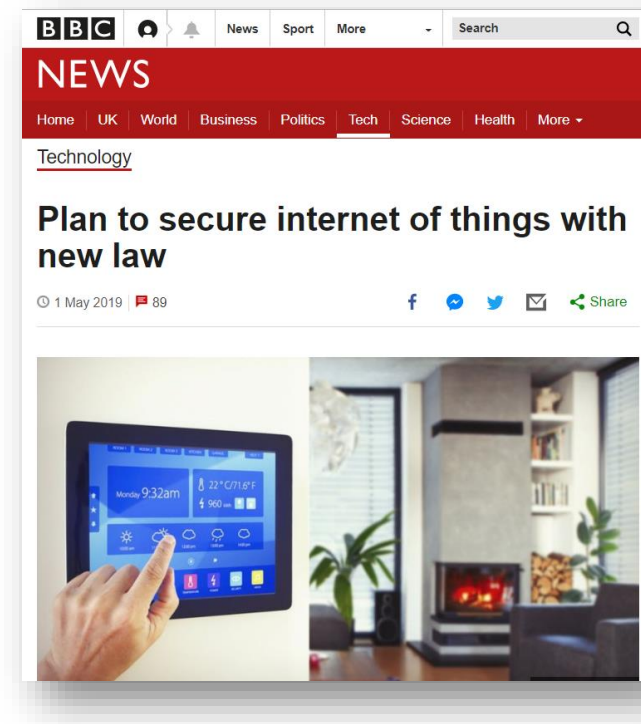 BBC News Sport More Search
NEWS
Home UK World Business Politics Tech Science Health More
Technology
Plan to secure internet of things with
new law
1 May 2019 89 Share
Monday 9:32am
22°C/71.6°F
960